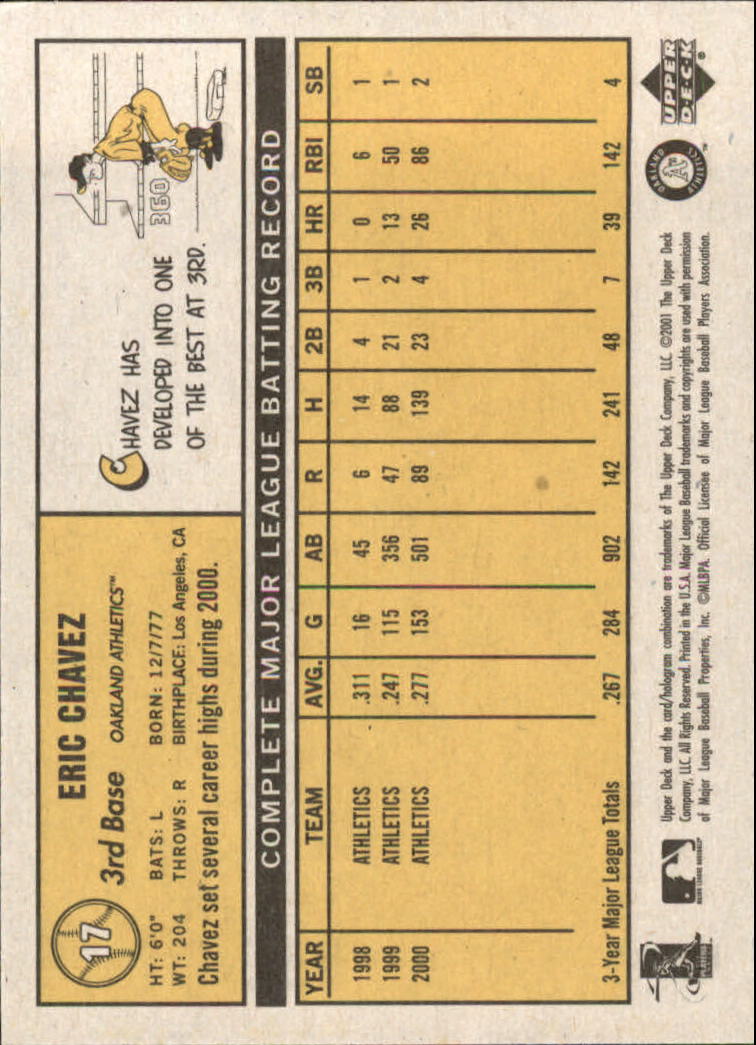 17
ERIC CHAVEZ
3rd Base OAKLAND ATHLETICS™
HT: 6'0" BATS: L BORN: 12/7/77
WT: 204 THROWS: R BIRTHPLACE: Los Angeles, CA
Chavez set several career highs during 2000.
CHAVEZ HAS
DEVELOPED INTO ONE
OF THE BEST AT 3RD.
360
COMPLETE MAJOR LEAGUE BATTING RECORD
YEAR TEAM AVG. G AB R H 2B 3B HR RBI SB
1998 ATHLETICS .311 16 45 6 14 4 1 0 6 1
1999 ATHLETICS .247 115 356 47 88 21 2 13 50 1
2000 ATHLETICS .277 153 501 89 139 23 4 26 86 2
3-Year Major League Totals .267 284 902 142 241 48 7 39 142 4
Upper Deck and the card/hologram combination are trademarks of The Upper Deck Company, LLC. ©2001 The Upper Deck
Company, LLC. All Rights Reserved. Printed in the U.S.A. Major League Baseball trademarks and copyrights are used with permission
of Major League Baseball Properties, Inc. ©MLBPA. Official Licensee of Major League Baseball Players Association.
OAKLAND A's ATHLETICS ™
UPPER
DECK ®